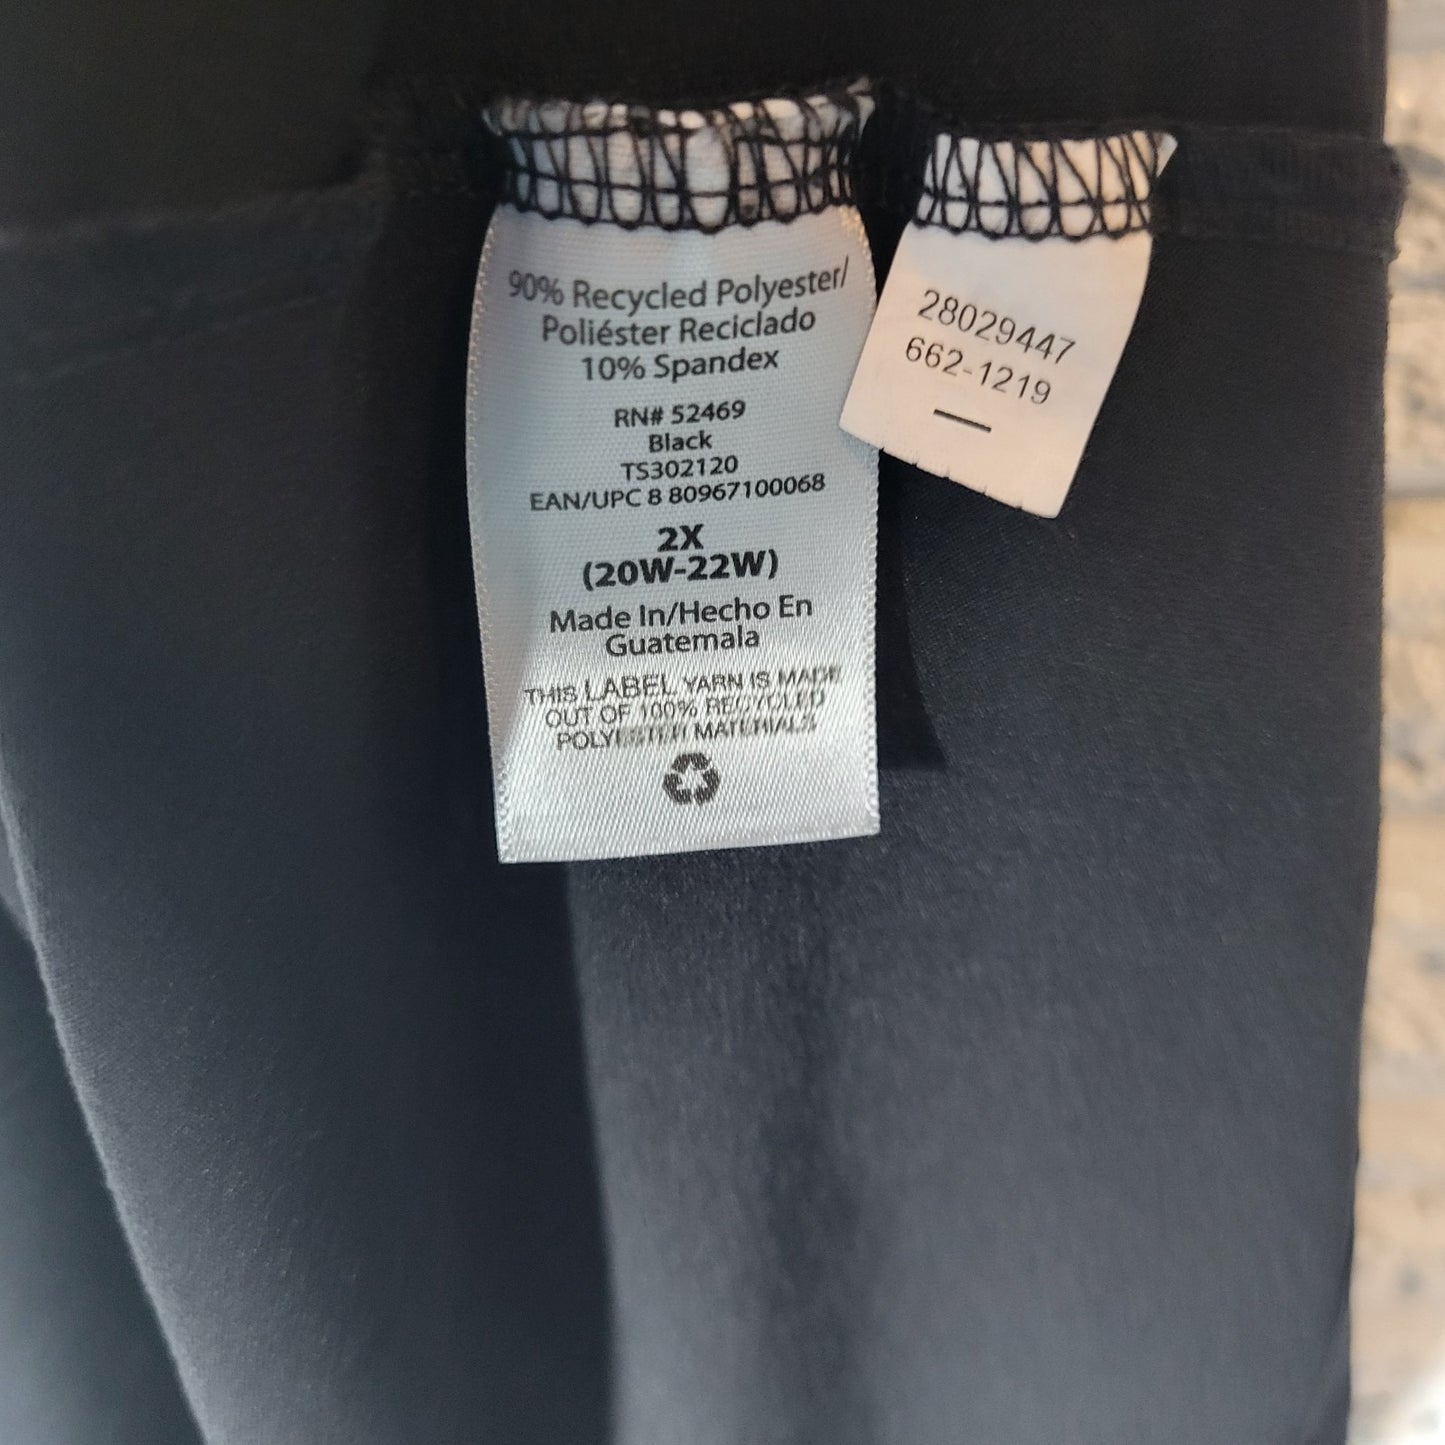 90% Recycled Polyester/
Poliéster Reciclado
10% Spandex
RN# 52469
Black
TS302120
EAN/UPC 8 80967100068
2X
(20W-22W)
Made In/Hecho En
Guatemala
THIS LABEL YARN IS MADE
OUT OF 100% RECYCLED
POLYESTER MATERIALS
28029447
662-1219